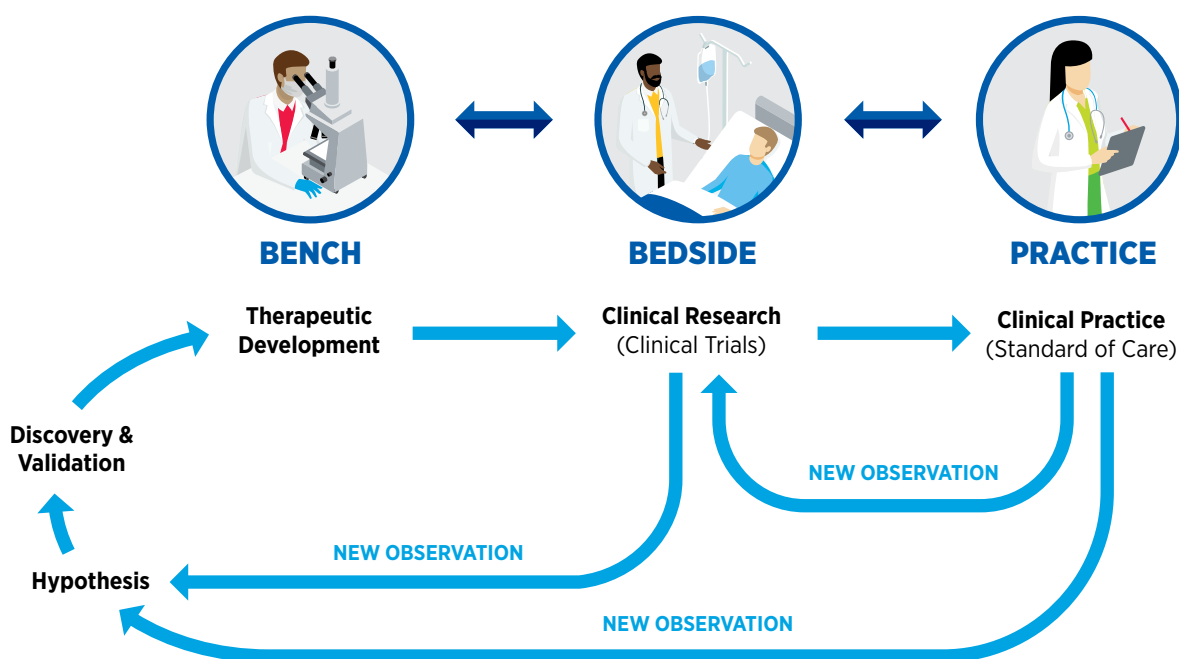 BENCH
BEDSIDE
PRACTICE
Therapeutic
Development
Clinical Research
(Clinical Trials)
Clinical Practice
(Standard of Care)
Discovery &
Validation
NEW OBSERVATION
NEW OBSERVATION
Hypothesis
NEW OBSERVATION